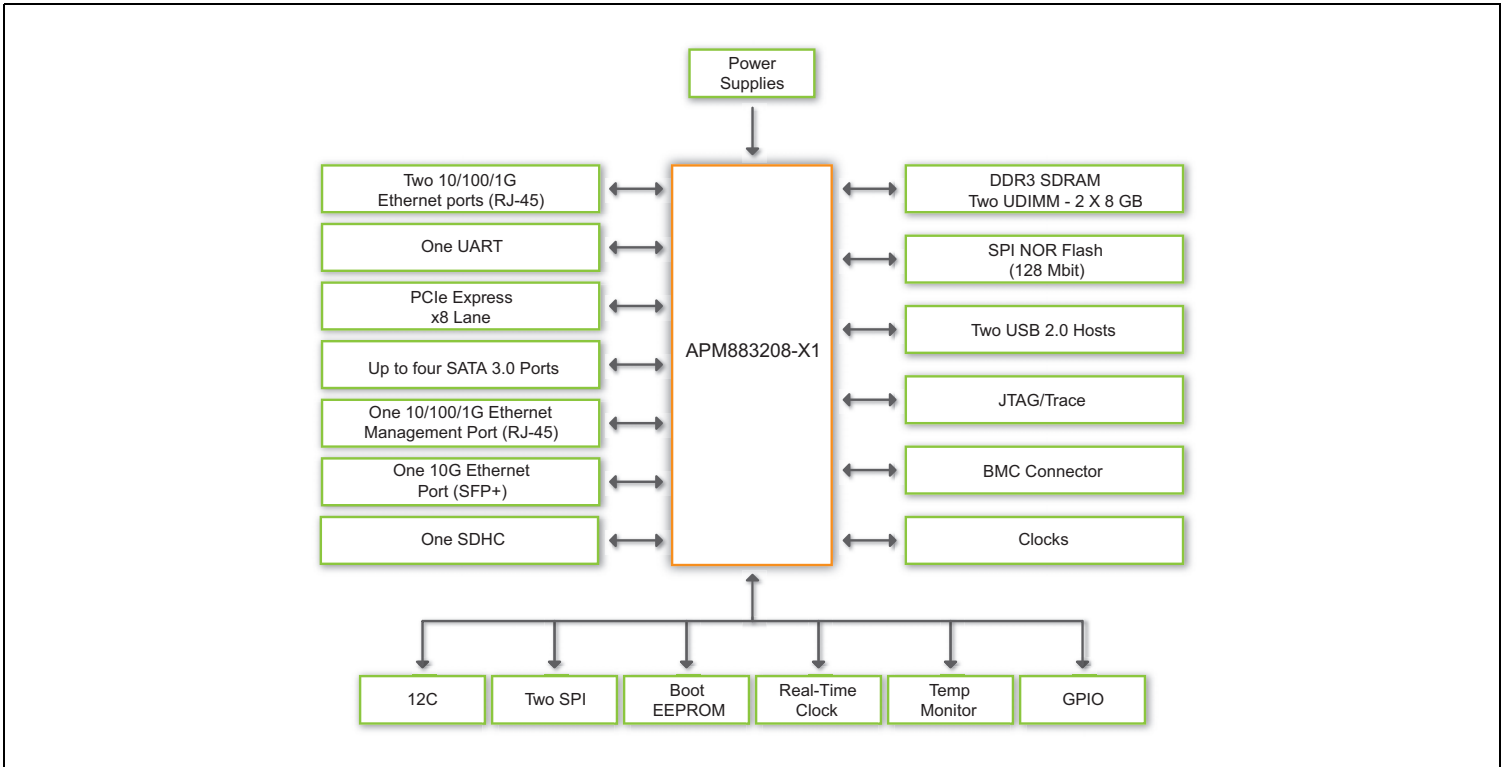 Power
Supplies
Two 10/100/1G
Ethernet ports (RJ-45)
One UART
PCIe Express
x8 Lane
Up to four SATA 3.0 Ports
One 10/100/1G Ethernet
Management Port (RJ-45)
One 10G Ethernet
Port (SFP+)
One SDHC
APM883208-X1
DDR3 SDRAM
Two UDIMM - 2 X 8 GB
SPI NOR Flash
(128 Mbit)
Two USB 2.0 Hosts
JTAG/Trace
BMC Connector
Clocks
12C
Two SPI
Boot
EEPROM
Real-Time
Clock
Temp
Monitor
GPIO